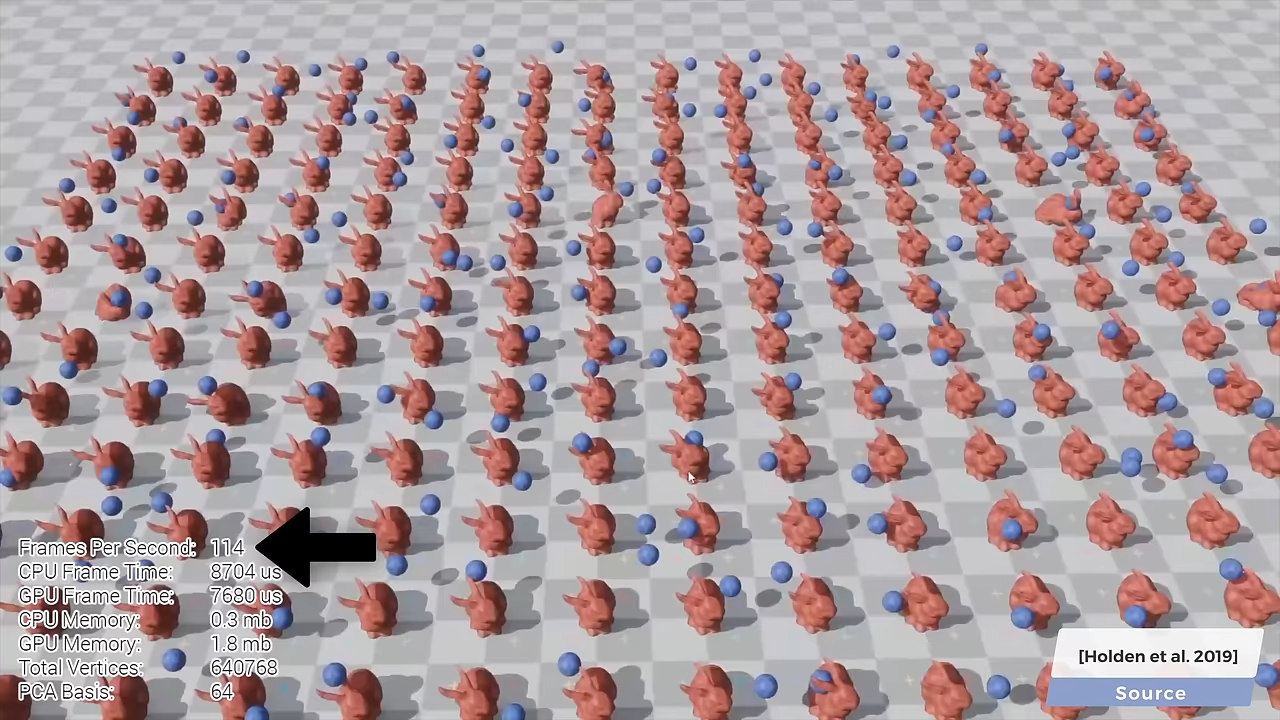 Frames Per Second: 114
CPU Frame Time: 8704 us
GPU Frame Time: 7680 us
CPU Memory: 0.3 mb
GPU Memory: 1.8 mb
Total Vertices: 640768
PCA Basis: 64
[Holden et al. 2019]
Source